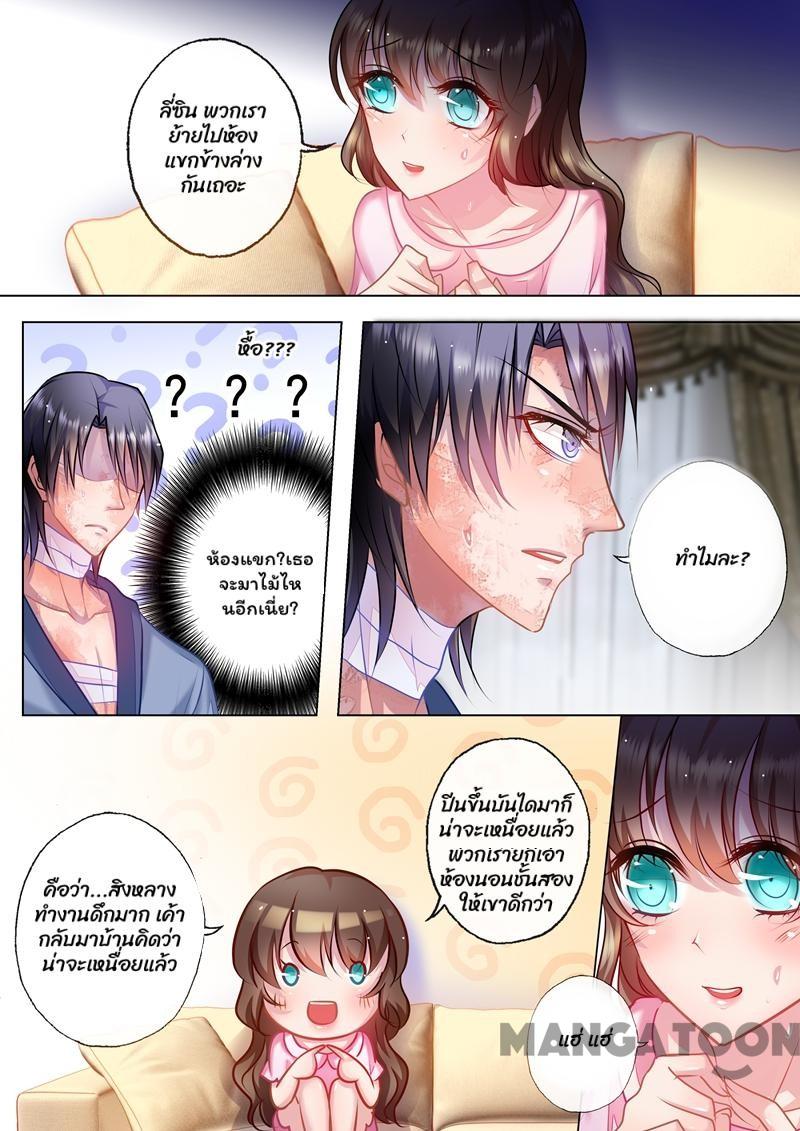 ลี่ซิน พวกเรา
ย้ายไปห้อง
แขกข้างล่าง
กันเถอะ
หื้อ???
? ? ?
ห้องแขก?เธอ
จะมาไม้ไห
นอีกเนี่ย?
ทำไมละ?
ปีนขึ้นบันไดมาก็
น่าจะเหนื่อยแล้ว
พวกเรายกเอา
ห้องนอนชั้นสอง
ให้เขาดีกว่า
คือว่า...สิงหลาง
ทำงานดึกมาก เค้า
กลับมาบ้านคิดว่า
น่าจะเหนื่อยแล้ว
แฮ่ แฮ่
MANGATOON